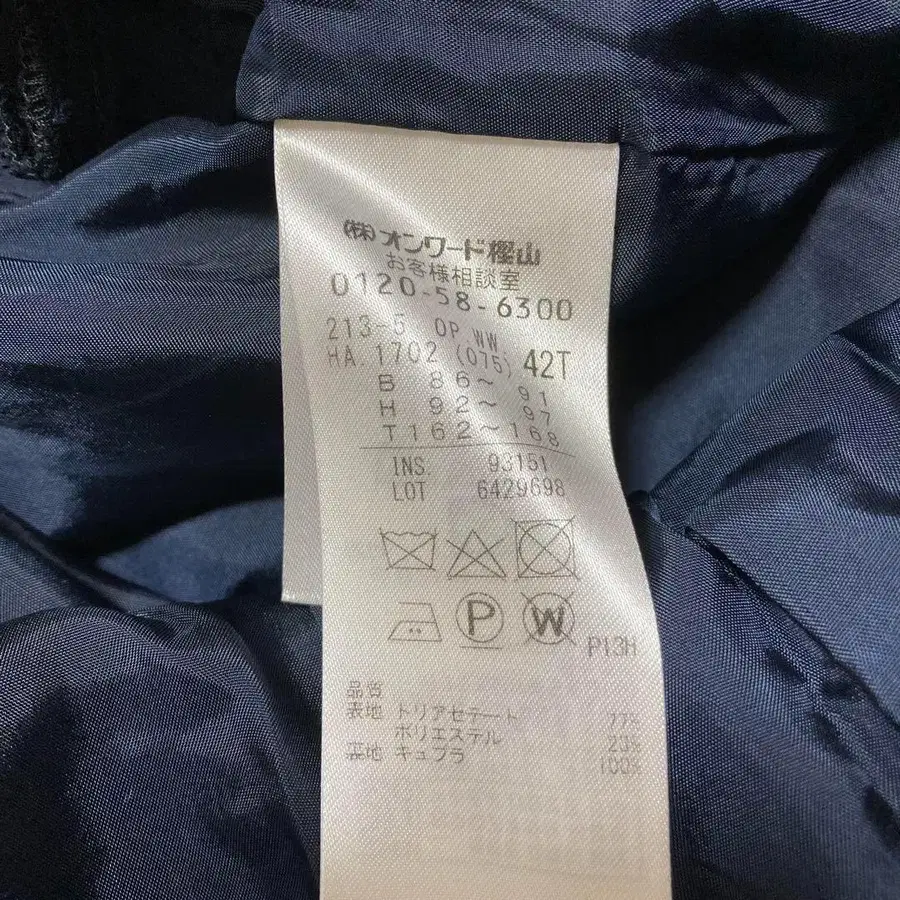 (株)オンワード樫山
お客様相談室
0120-58-6300
213-5 OP WW
HA.1702 (075) 42T
B 86～ 91
H 92～ 97
T162～168
INS. 93151
LOT 6429698
P
W
P13H
品質
表地 トリアセテート 77%
ポリエステル 23%
裏地 キュプラ 100%